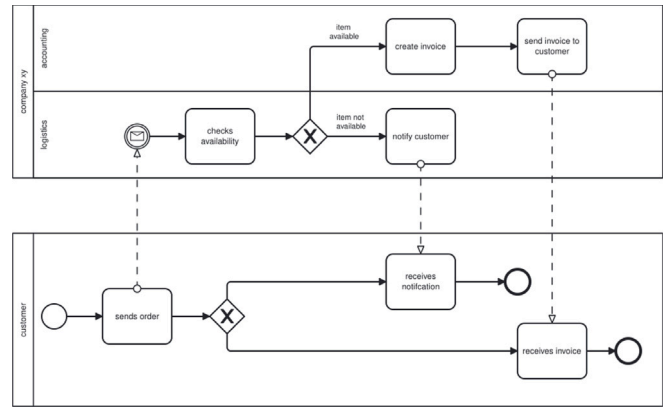 company xy
accounting
item
available
create invoice
send invoice to
customer
logistics
checks
availability
item not
available
notify customer
customer
sends order
receives
notifcation
receives invoice